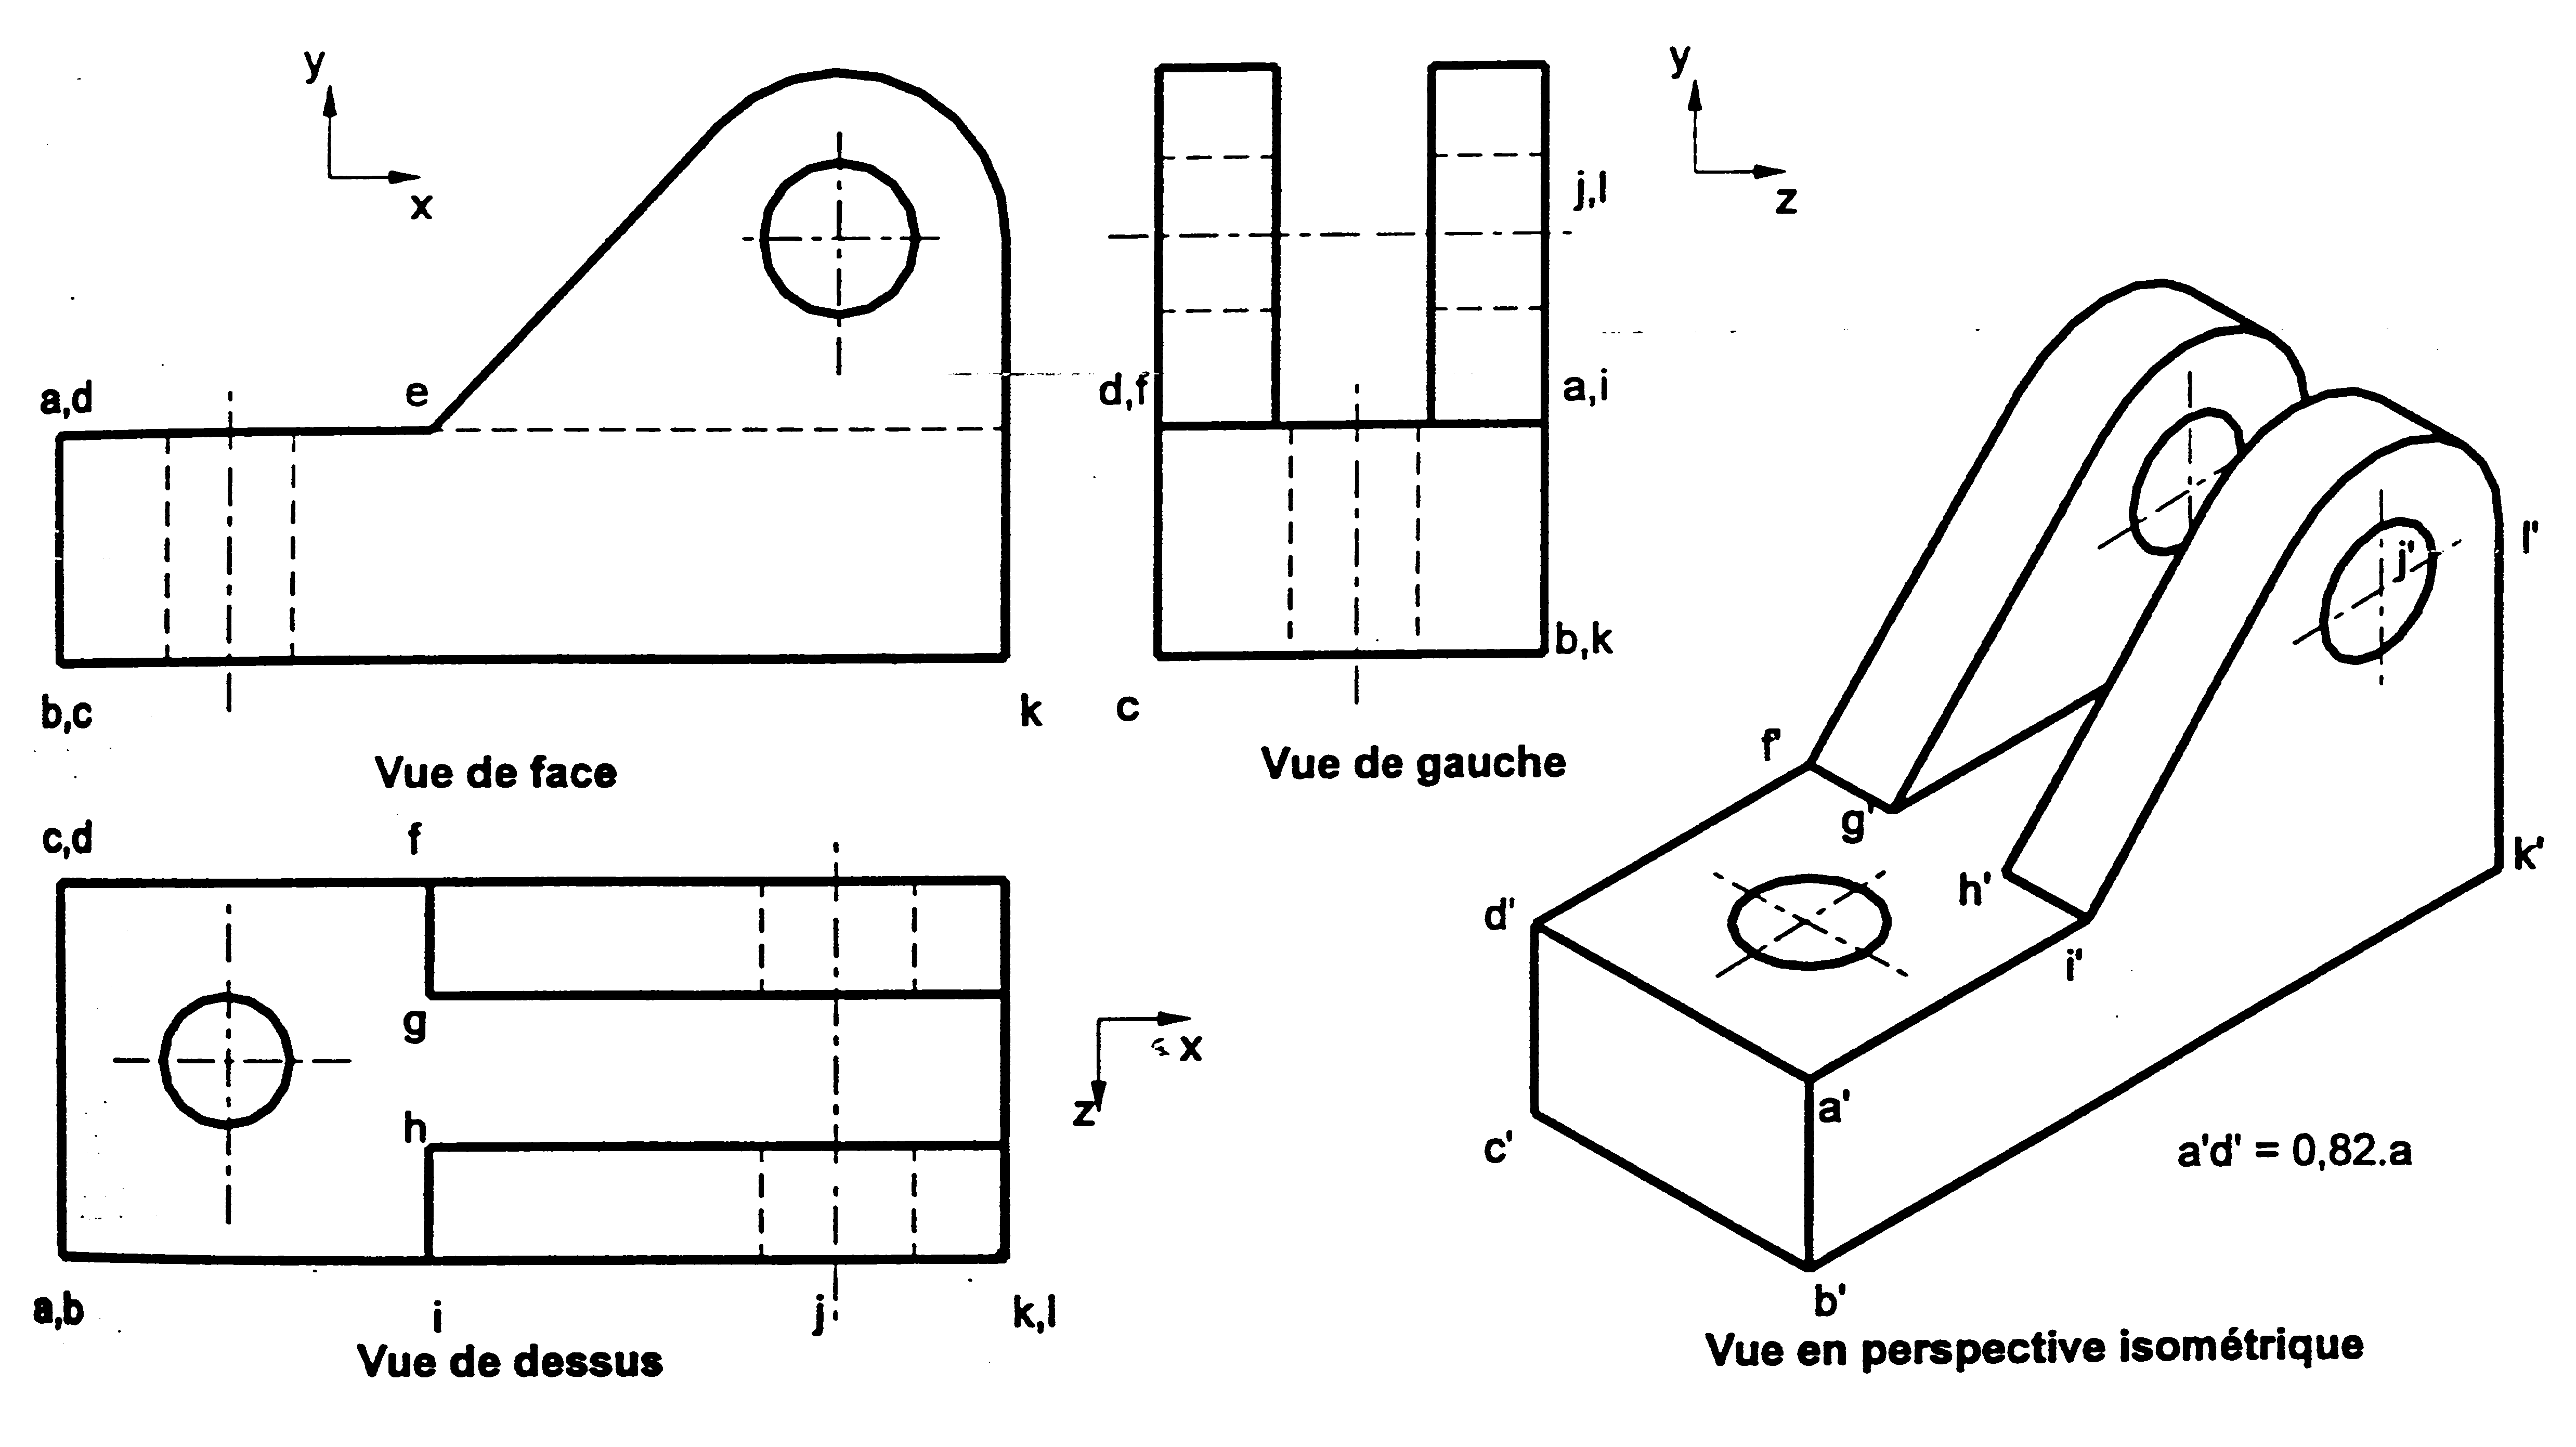 y
x
a,d
e
b,c
k
Vue de face
y
z
j,l
d,f
a,i
b,k
c
Vue de gauche
c,d
f
g
h
x
z
a,b
i
j
k,l
Vue de dessus
l'
j'
f'
g'
h'
k'
d'
i'
a'
c'
a'd' = 0,82.a
b'
Vue en perspective isométrique